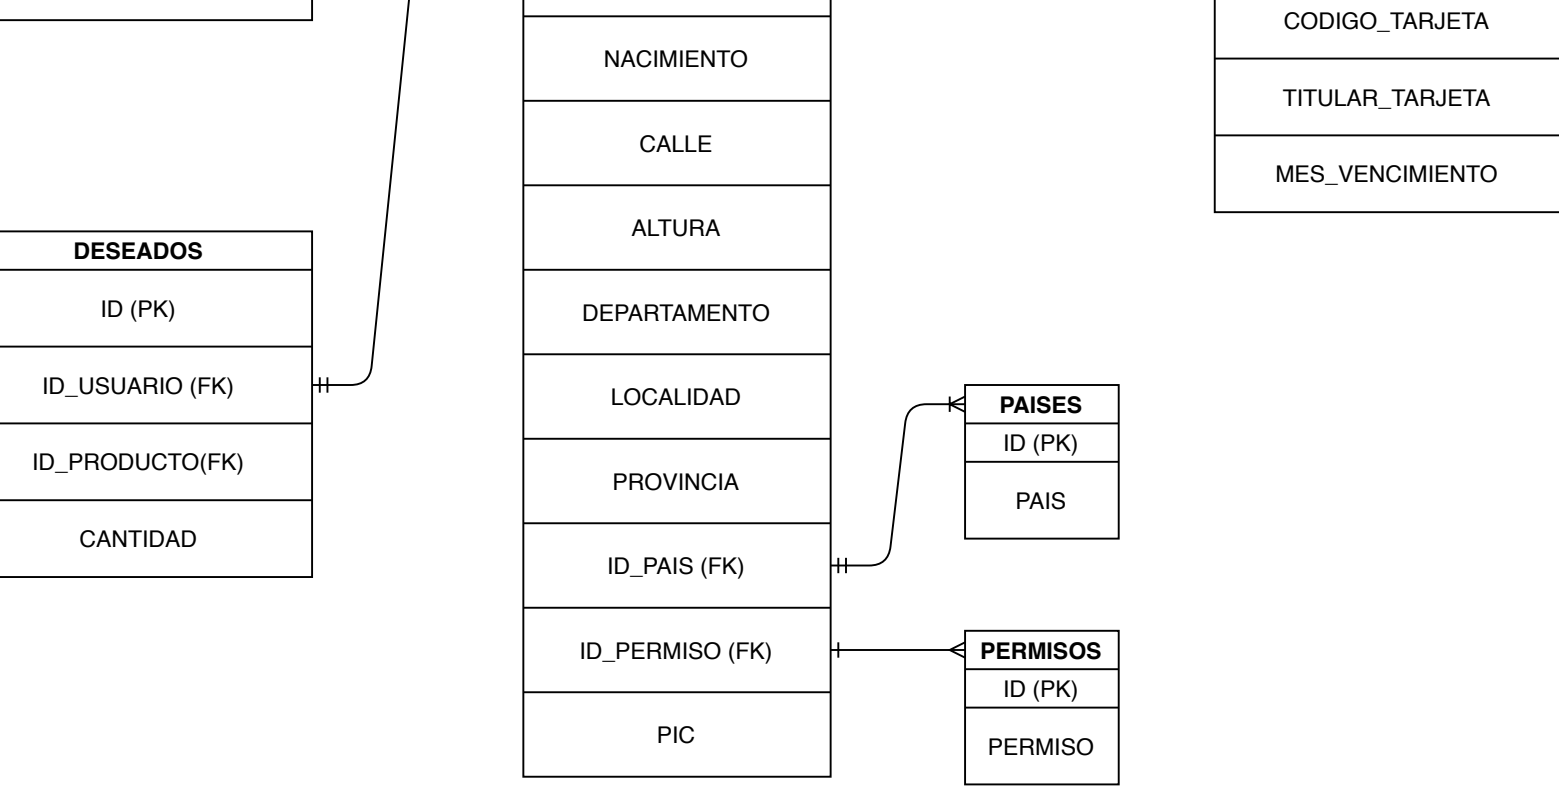 NACIMIENTO
CALLE
ALTURA
DEPARTAMENTO
LOCALIDAD
PROVINCIA
ID_PAIS (FK)
ID_PERMISO (FK)
PIC
CODIGO_TARJETA
TITULAR_TARJETA
MES_VENCIMIENTO
DESEADOS
ID (PK)
ID_USUARIO (FK)
ID_PRODUCTO(FK)
CANTIDAD
PAISES
ID (PK)
PAIS
PERMISOS
ID (PK)
PERMISO